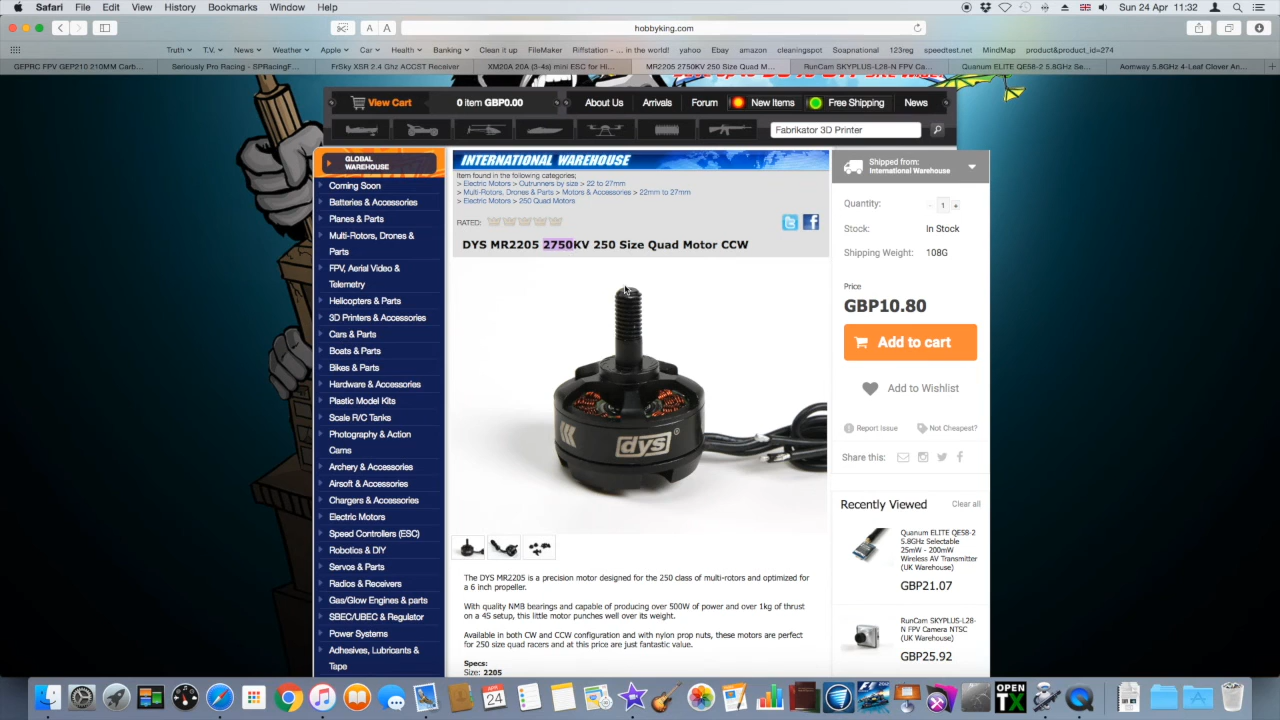 Safari File Edit View History Bookmarks Window Help
Sun 24 Apr 11:32
hobbyking.com
Truth T.V. News Weather Apple Car Health Banking Clean it up FileMaker Riffstation - ... in the world! yahoo Ebay amazon cleaningspot Soapnational 123reg speedtest.net MindMap product&product_id=274
GEPRC FPV GEP210 210MM Carb...
Seriously Pro Racing - SPRacingF...
FrSky XSR 2.4 Ghz ACCST Receiver
XM20A 20A (3-4s) mini ESC for Hi...
MR2205 2750KV 250 Size Quad M...
RunCam SKYPLUS-L28-N FPV Ca...
Quanum ELITE QE58-2 5.8GHz Se...
Aomway 5.8GHz 4-Leaf Clover An...
View Cart
0 item GBP0.00
About Us
Arrivals
Forum
New Items
Free Shipping
News
Fabrikator 3D Printer
GLOBAL
WAREHOUSE
Coming Soon
Batteries & Accessories
Planes & Parts
Multi-Rotors, Drones &
Parts
FPV, Aerial Video &
Telemetry
Helicopters & Parts
3D Printers & Accessories
Cars & Parts
Boats & Parts
Bikes & Parts
Hardware & Accessories
Plastic Model Kits
Scale R/C Tanks
Photography & Action
Cams
Archery & Accessories
Airsoft & Accessories
Chargers & Accessories
Electric Motors
Speed Controllers (ESC)
Robotics & DIY
Servos & Parts
Radios & Receivers
Gas/Glow Engines & parts
SBEC/UBEC & Regulator
Power Systems
Adhesives, Lubricants &
Tape
INTERNATIONAL WAREHOUSE
Item found in the following categories;
> Electric Motors > Outrunners by size > 22 to 27mm
> Multi-Rotors, Drones & Parts > Motors & Accessories > 22mm to 27mm
> Electric Motors > 250 Quad Motors
RATED:
DYS MR2205 2750KV 250 Size Quad Motor CCW
dys®
The DYS MR2205 is a precision motor designed for the 250 class of multi-rotors and optimized for
a 6 inch propeller.
With quality NMB bearings and capable of producing over 500W of power and over 1kg of thrust
on a 4S setup, this little motor punches well over its weight.
Available in both CW and CCW configuration and with nylon prop nuts, these motors are perfect
for 250 size quad racers and at this price are just fantastic value.
Specs:
Size: 2205
Shipped from:
International Warehouse
Quantity: - 1 +
Stock: In Stock
Shipping Weight: 108G
Price
GBP10.80
Add to cart
Add to Wishlist
Report Issue
Not Cheapest?
Share this:
Recently Viewed
Clear all
Quanum ELITE QE58-2
5.8GHz Selectable
25mW - 200mW
Wireless AV Transmitter
(UK Warehouse)
GBP21.07
RunCam SKYPLUS-L28-
N FPV Camera NTSC
(UK Warehouse)
GBP25.92
24
OPEN
TX